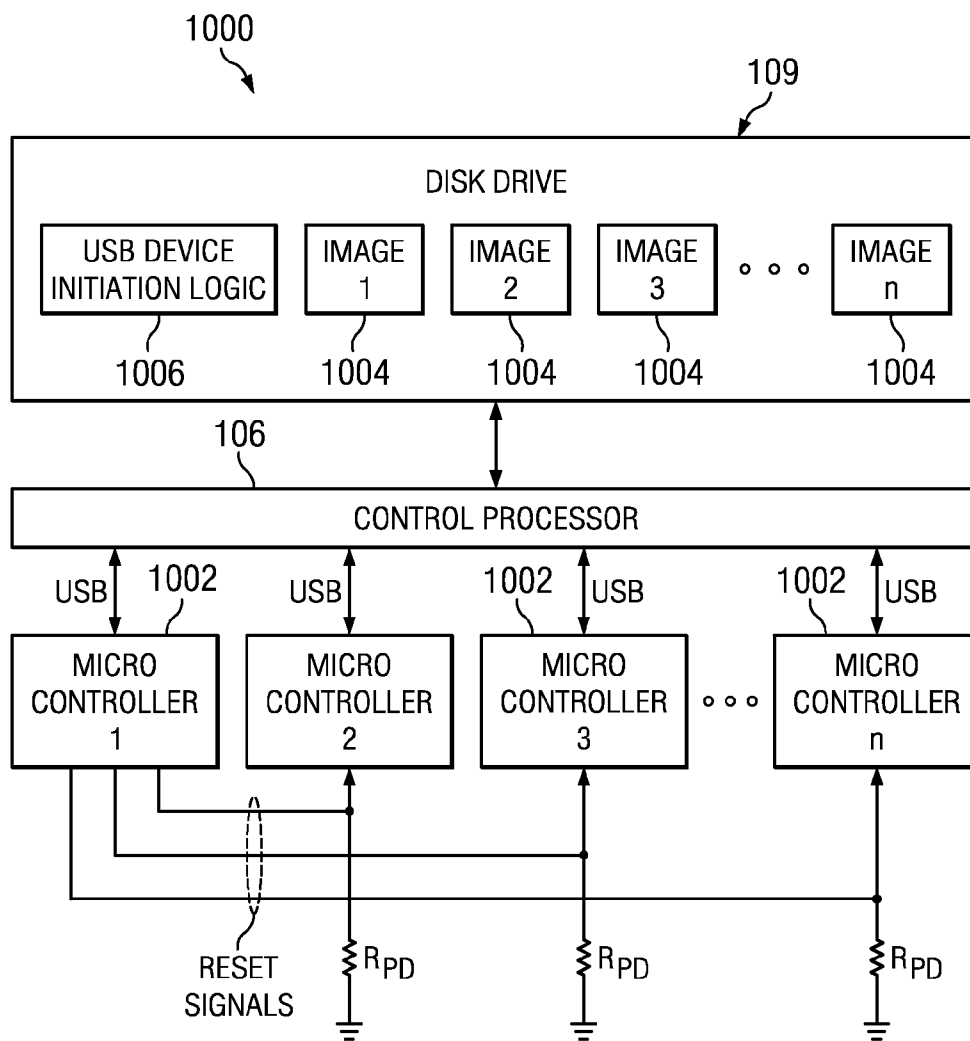 1000
109
DISK DRIVE
USB DEVICE
INITIATION LOGIC
IMAGE
1
IMAGE
2
IMAGE
3
IMAGE
n
1006
1004
1004
1004
1004
106
CONTROL PROCESSOR
USB
1002
USB
1002
USB
1002
USB
MICRO
CONTROLLER
1
MICRO
CONTROLLER
2
MICRO
CONTROLLER
3
MICRO
CONTROLLER
n
RESET
SIGNALS
RPD
RPD
RPD